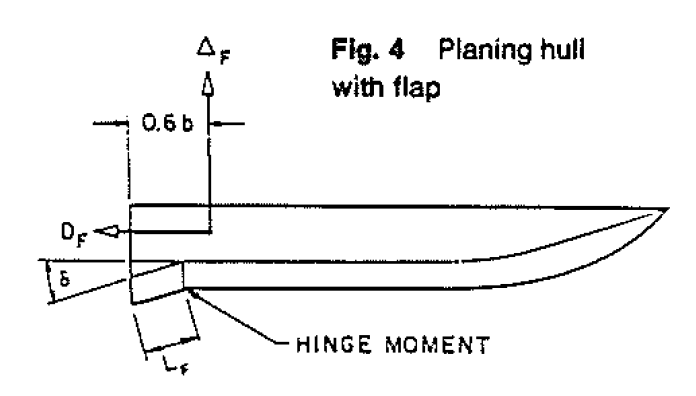 Δ_F
Fig. 4 Planing hull
with flap
0.6 b
D_F
δ
HINGE MOMENT
L_F